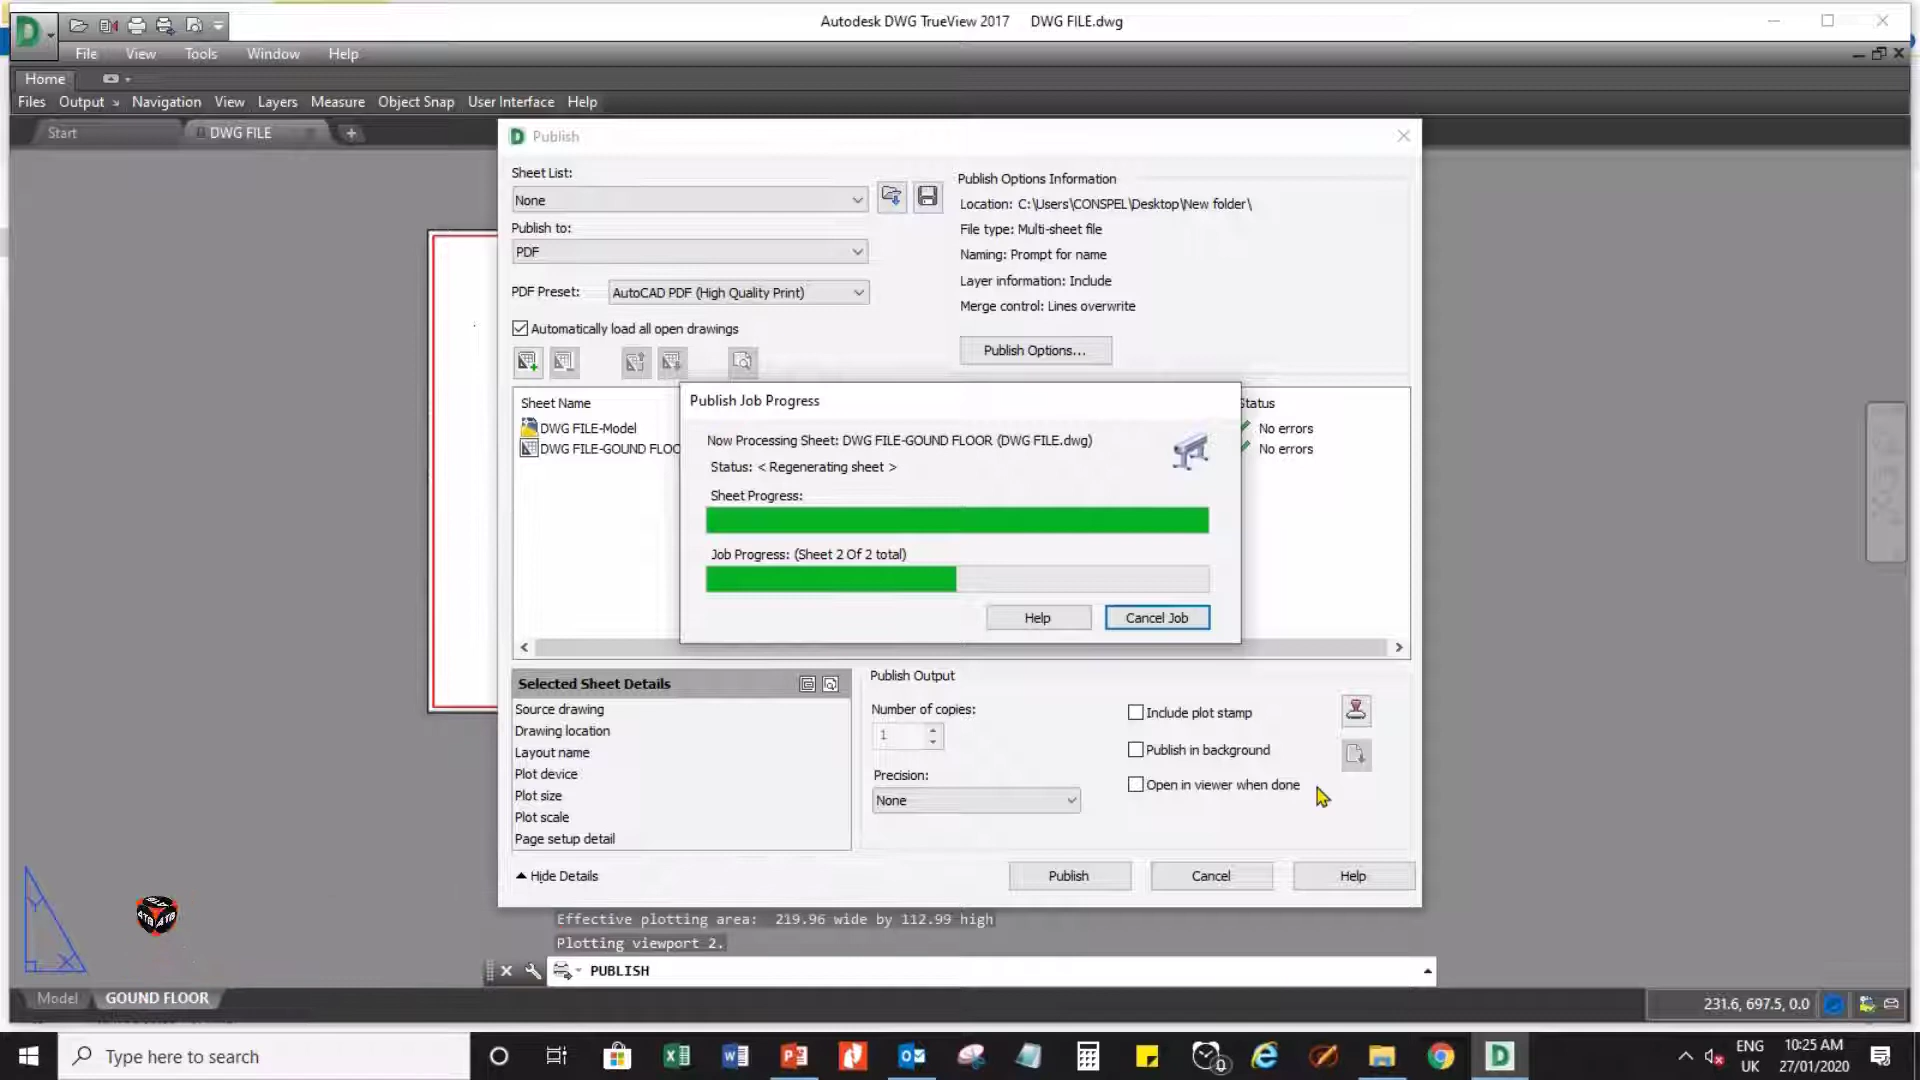 Autodesk DWG TrueView 2017 DWG FILE.dwg
File View Tools Window Help
Home
Files Output Navigation View Layers Measure Object Snap User Interface Help
Start DWG FILE
Publish
Sheet List:
None
Publish to:
PDF
PDF Preset: AutoCAD PDF (High Quality Print)
Automatically load all open drawings
Publish Options Information
Location: C:\Users\CONSPEL\Desktop\New folder\
File type: Multi-sheet file
Naming: Prompt for name
Layer information: Include
Merge control: Lines overwrite
Publish Options...
Sheet Name Status
DWG FILE-Model No errors
DWG FILE-GOUND FLOO No errors
Publish Job Progress
Now Processing Sheet: DWG FILE-GOUND FLOOR (DWG FILE.dwg)
Status: < Regenerating sheet >
Sheet Progress:
Job Progress: (Sheet 2 Of 2 total)
Help Cancel Job
Selected Sheet Details
Source drawing
Drawing location
Layout name
Plot device
Plot size
Plot scale
Page setup detail
Publish Output
Number of copies:
1
Precision:
None
Include plot stamp
Publish in background
Open in viewer when done
Hide Details
Publish Cancel Help
Effective plotting area: 219.96 wide by 112.99 high
Plotting viewport 2.
PUBLISH
Model GOUND FLOOR
231.6, 697.5, 0.0
Type here to search
ENG
UK
10:25 AM
27/01/2020